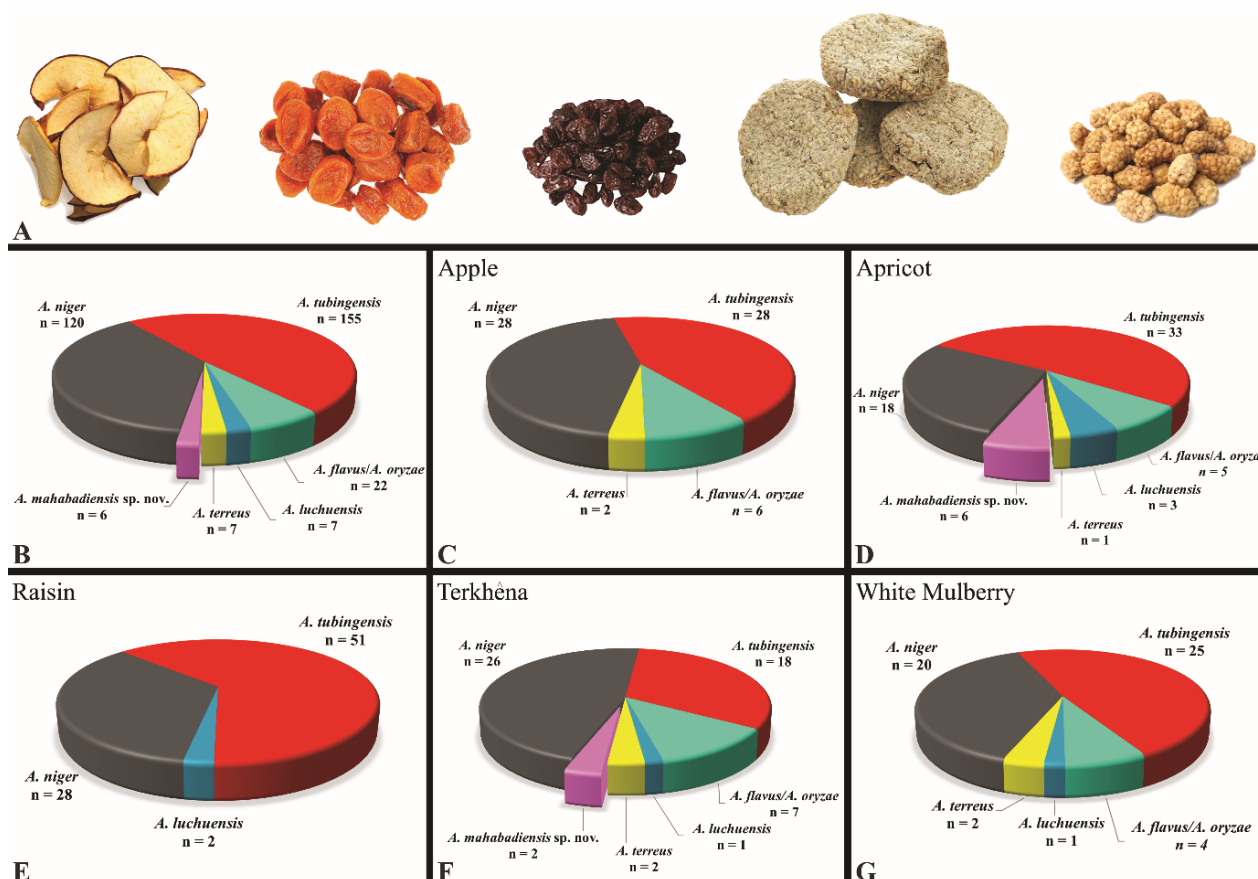 A
B
A. niger
n = 120
A. tubingensis
n = 155
A. flavus/A. oryzae
n = 22
A. luchuensis
n = 7
A. terreus
n = 7
A. mahabadiensis sp. nov.
n = 6
Apple
C
A. niger
n = 28
A. tubingensis
n = 28
A. terreus
n = 2
A. flavus/A. oryzae
n = 6
Apricot
D
A. tubingensis
n = 33
A. niger
n = 18
A. flavus/A. oryza
n = 5
A. luchuensis
n = 3
A. mahabadiensis sp. nov.
n = 6
A. terreus
n = 1
Raisin
E
A. tubingensis
n = 51
A. niger
n = 28
A. luchuensis
n = 2
Terkhêna
F
A. niger
n = 26
A. tubingensis
n = 18
A. flavus/A. oryzae
n = 7
A. luchuensis
n = 1
A. mahabadiensis sp. nov.
n = 2
A. terreus
n = 2
White Mulberry
G
A. niger
n = 20
A. tubingensis
n = 25
A. terreus
n = 2
A. luchuensis
n = 1
A. flavus/A. oryzae
n = 4